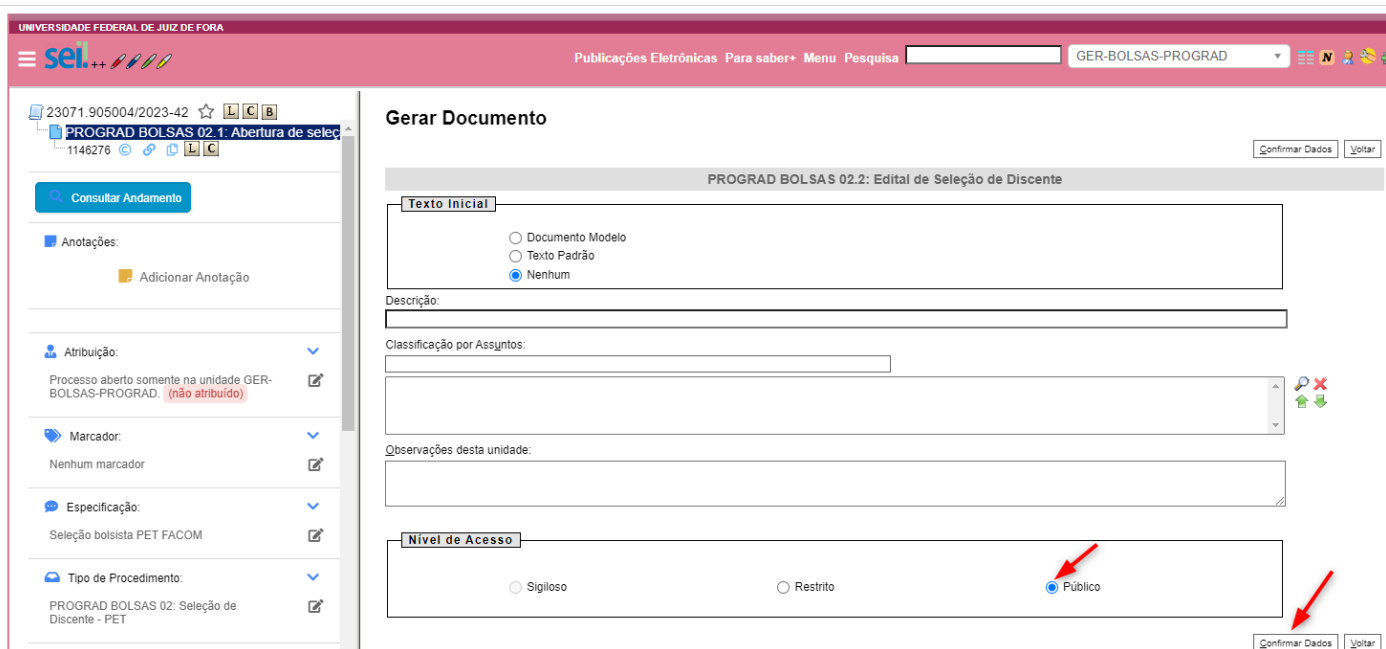 UNIVERSIDADE FEDERAL DE JUIZ DE FORA
sei. ++
Publicações Eletrônicas Para saber+ Menu Pesquisa
GER-BOLSAS-PROGRAD
N
23071.905004/2023-42 L C B
PROGRAD BOLSAS 02.1: Abertura de seleç
1146276 L C
Consultar Andamento
Anotações:
Adicionar Anotação
Atribuição:
Processo aberto somente na unidade GER-
BOLSAS-PROGRAD. (não atribuído)
Marcador:
Nenhum marcador
Especificação:
Seleção bolsista PET FACOM
Tipo de Procedimento:
PROGRAD BOLSAS 02: Seleção de
Discente - PET
Gerar Documento
Confirmar Dados Voltar
PROGRAD BOLSAS 02.2: Edital de Seleção de Discente
Texto Inicial
Documento Modelo
Texto Padrão
Nenhum
Descrição:
Classificação por Assuntos:
Observações desta unidade:
Nível de Acesso
Sigiloso Restrito Público
Confirmar Dados Voltar